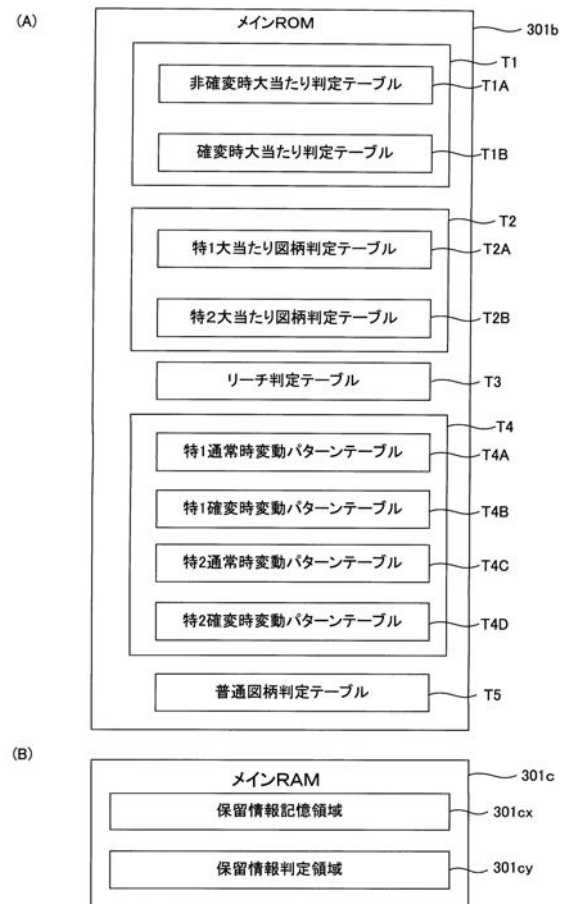 (A)
メインROM
301b
T1
非確変時大当たり判定テーブル
T1A
確変時大当たり判定テーブル
T1B
T2
特1大当たり図柄判定テーブル
T2A
特2大当たり図柄判定テーブル
T2B
リーチ判定テーブル
T3
T4
特1通常時変動パターンテーブル
T4A
特1確変時変動パターンテーブル
T4B
特2通常時変動パターンテーブル
T4C
特2確変時変動パターンテーブル
T4D
普通図柄判定テーブル
T5
(B)
メインRAM
301c
保留情報記憶領域
301cx
保留情報判定領域
301cy